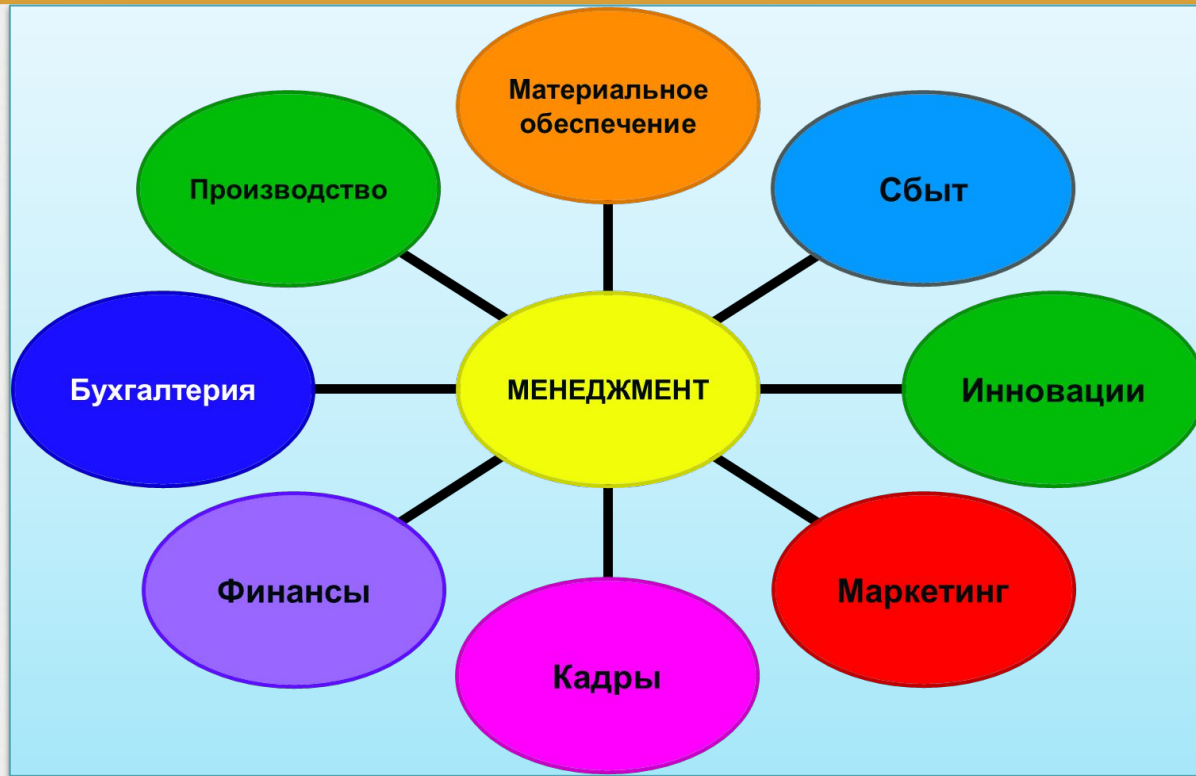 Материальное
обеспечение
Сбыт
Производство
Бухгалтерия
МЕНЕДЖМЕНТ
Инновации
Финансы
Маркетинг
Кадры